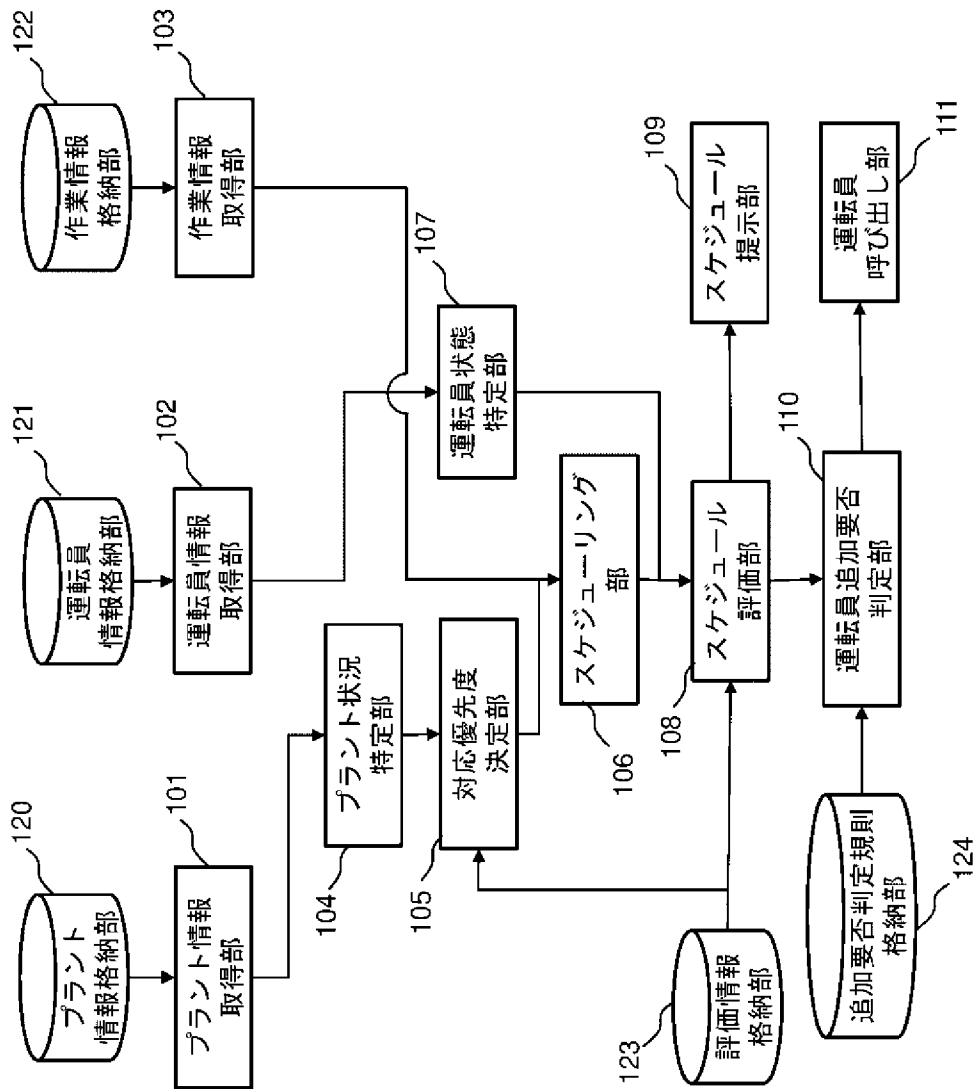 120
プラント
情報格納部
101
プラント情報
取得部
121
運転員
情報格納部
102
運転員情報
取得部
122
作業情報
格納部
103
作業情報
取得部
プラント状況
特定部
104
対応優先度
決定部
105
107
運転員状態
特定部
スケジューリング
部
106
123
評価情報
格納部
スケジュール
評価部
108
109
スケジュール
提示部
追加要否判定規則
格納部
124
110
運転員追加要否
判定部
111
運転員
呼び出し部